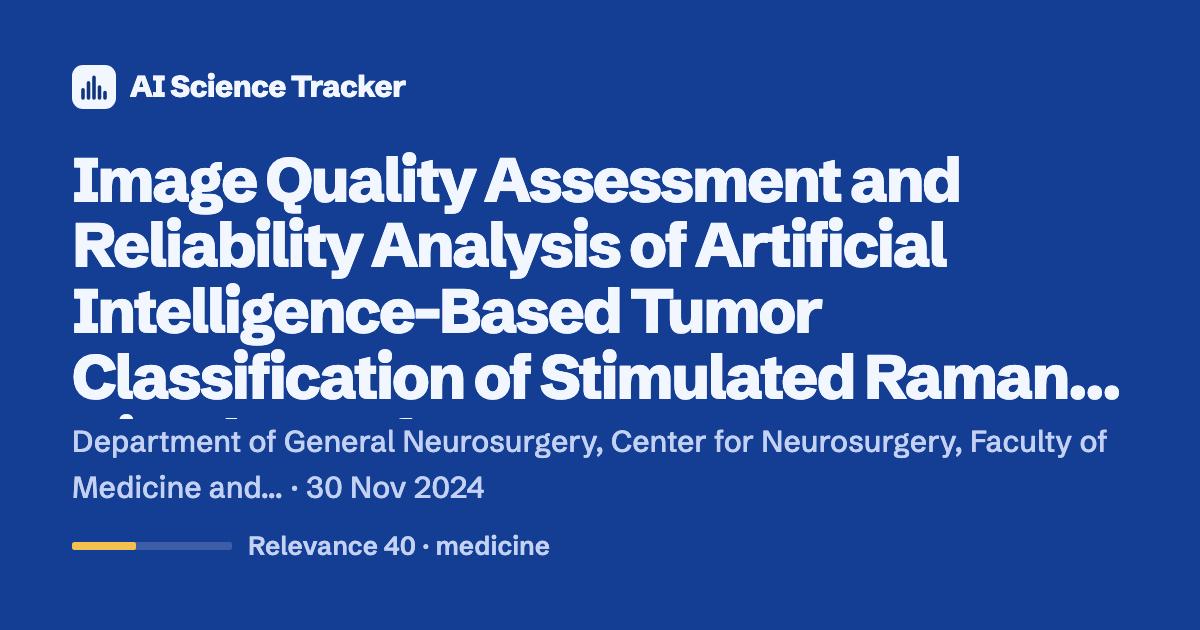 AI Science Tracker
Image Quality Assessment and
Reliability Analysis of Artificial
Intelligence-Based Tumor
Classification of Stimulated Raman...
Department of General Neurosurgery, Center for Neurosurgery, Faculty of
Medicine and... · 30 Nov 2024
Relevance 40 · medicine